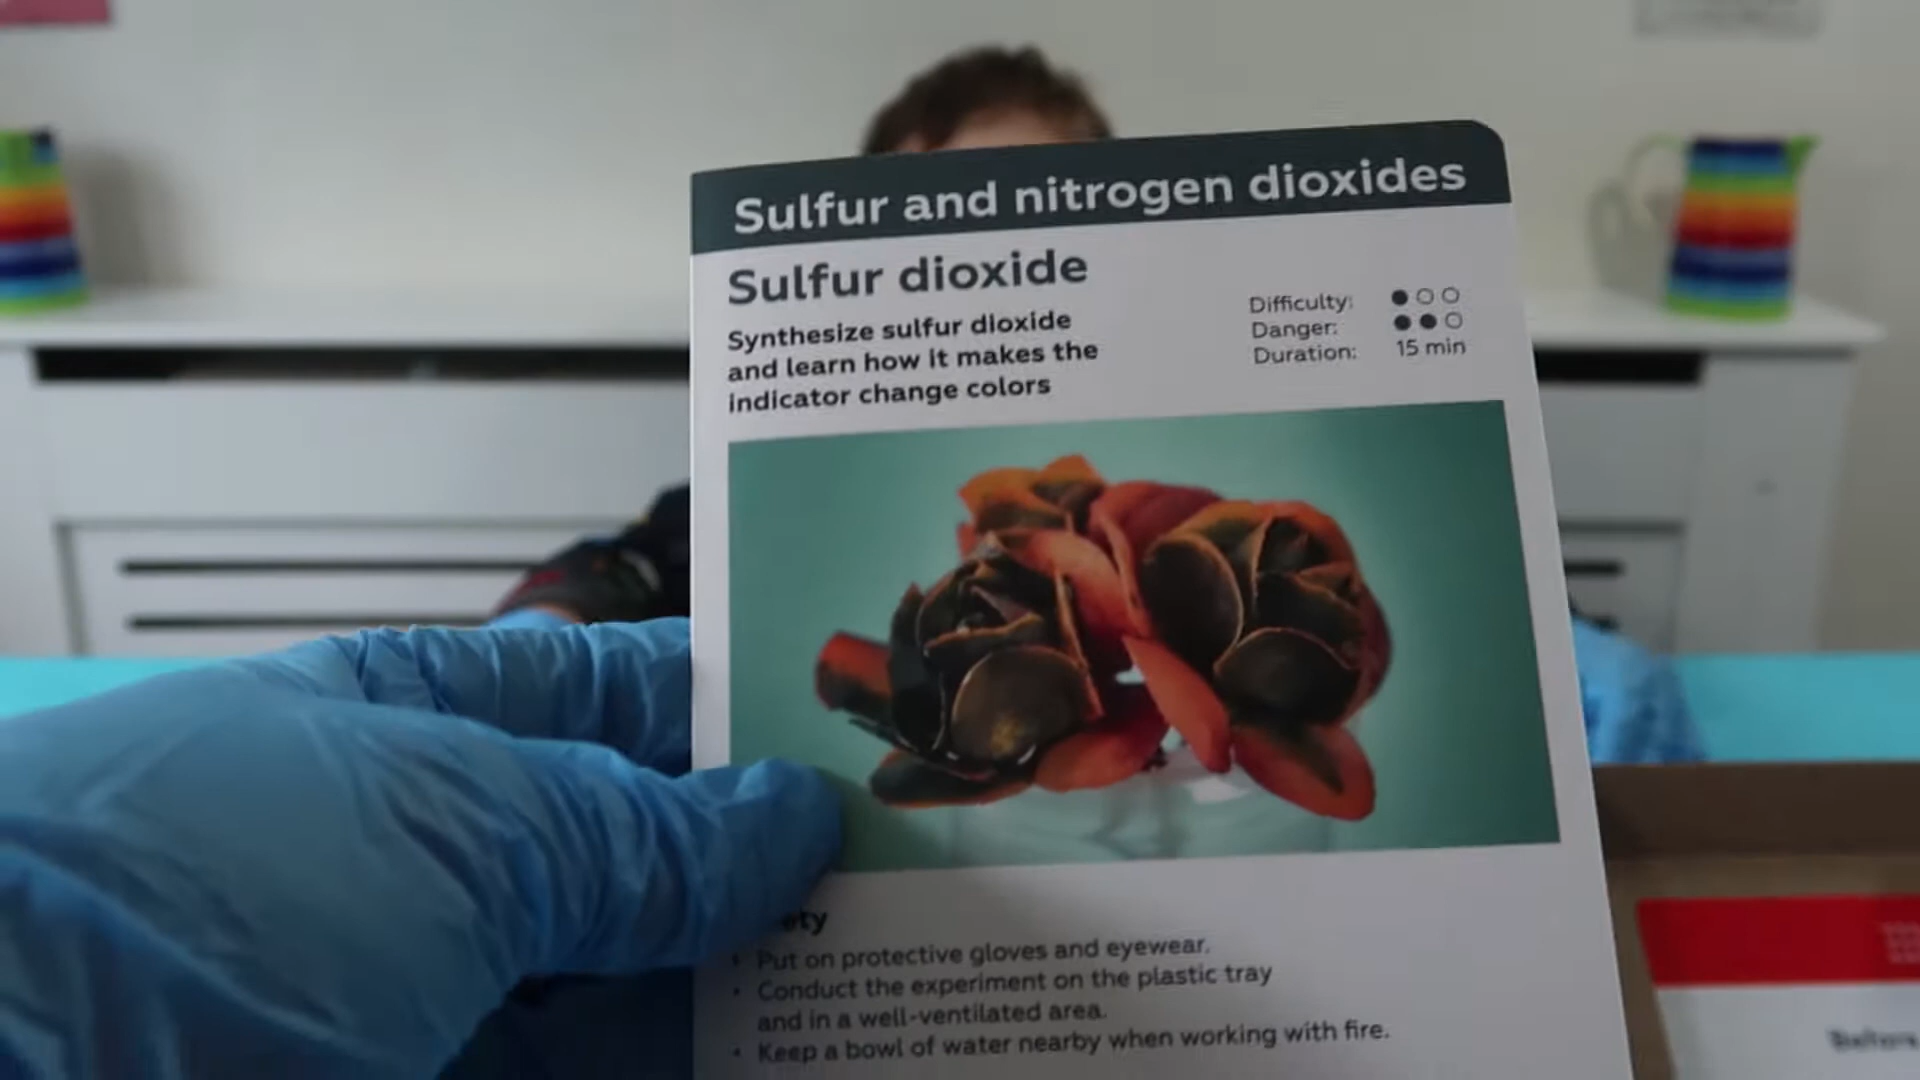 Sulfur and nitrogen dioxides
Sulfur dioxide
Synthesize sulfur dioxide
and learn how it makes the
indicator change colors
Difficulty:
Danger:
Duration: 15 min
• Put on protective gloves and eyewear.
• Conduct the experiment on the plastic tray
and in a well-ventilated area.
• Keep a bowl of water nearby when working with fire.